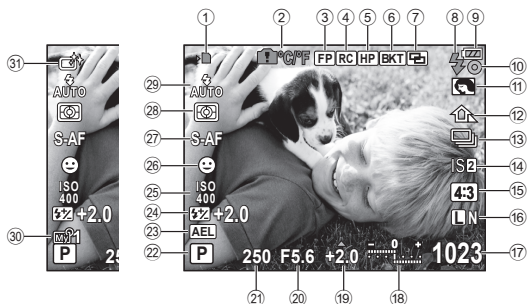 ① ② ③ ④ ⑤ ⑥ ⑦ ⑧ ⑨
°C/°F FP RC HP BKT
⑩
⑪
⑫
⑬
IS 2 ⑭
4:3 ⑮
L N ⑯
1023 ⑰
㉛
AUTO
S-AF
ISO
400
+2.0
㉚ My 1
P 25
㉙ AUTO
㉘
㉗ S-AF
㉖
㉕ ISO
400
㉔ +2.0
㉓ AEL
㉒ P
250 F5.6 +2.0 − 0 +
㉑ ⑳ ⑲ ⑱